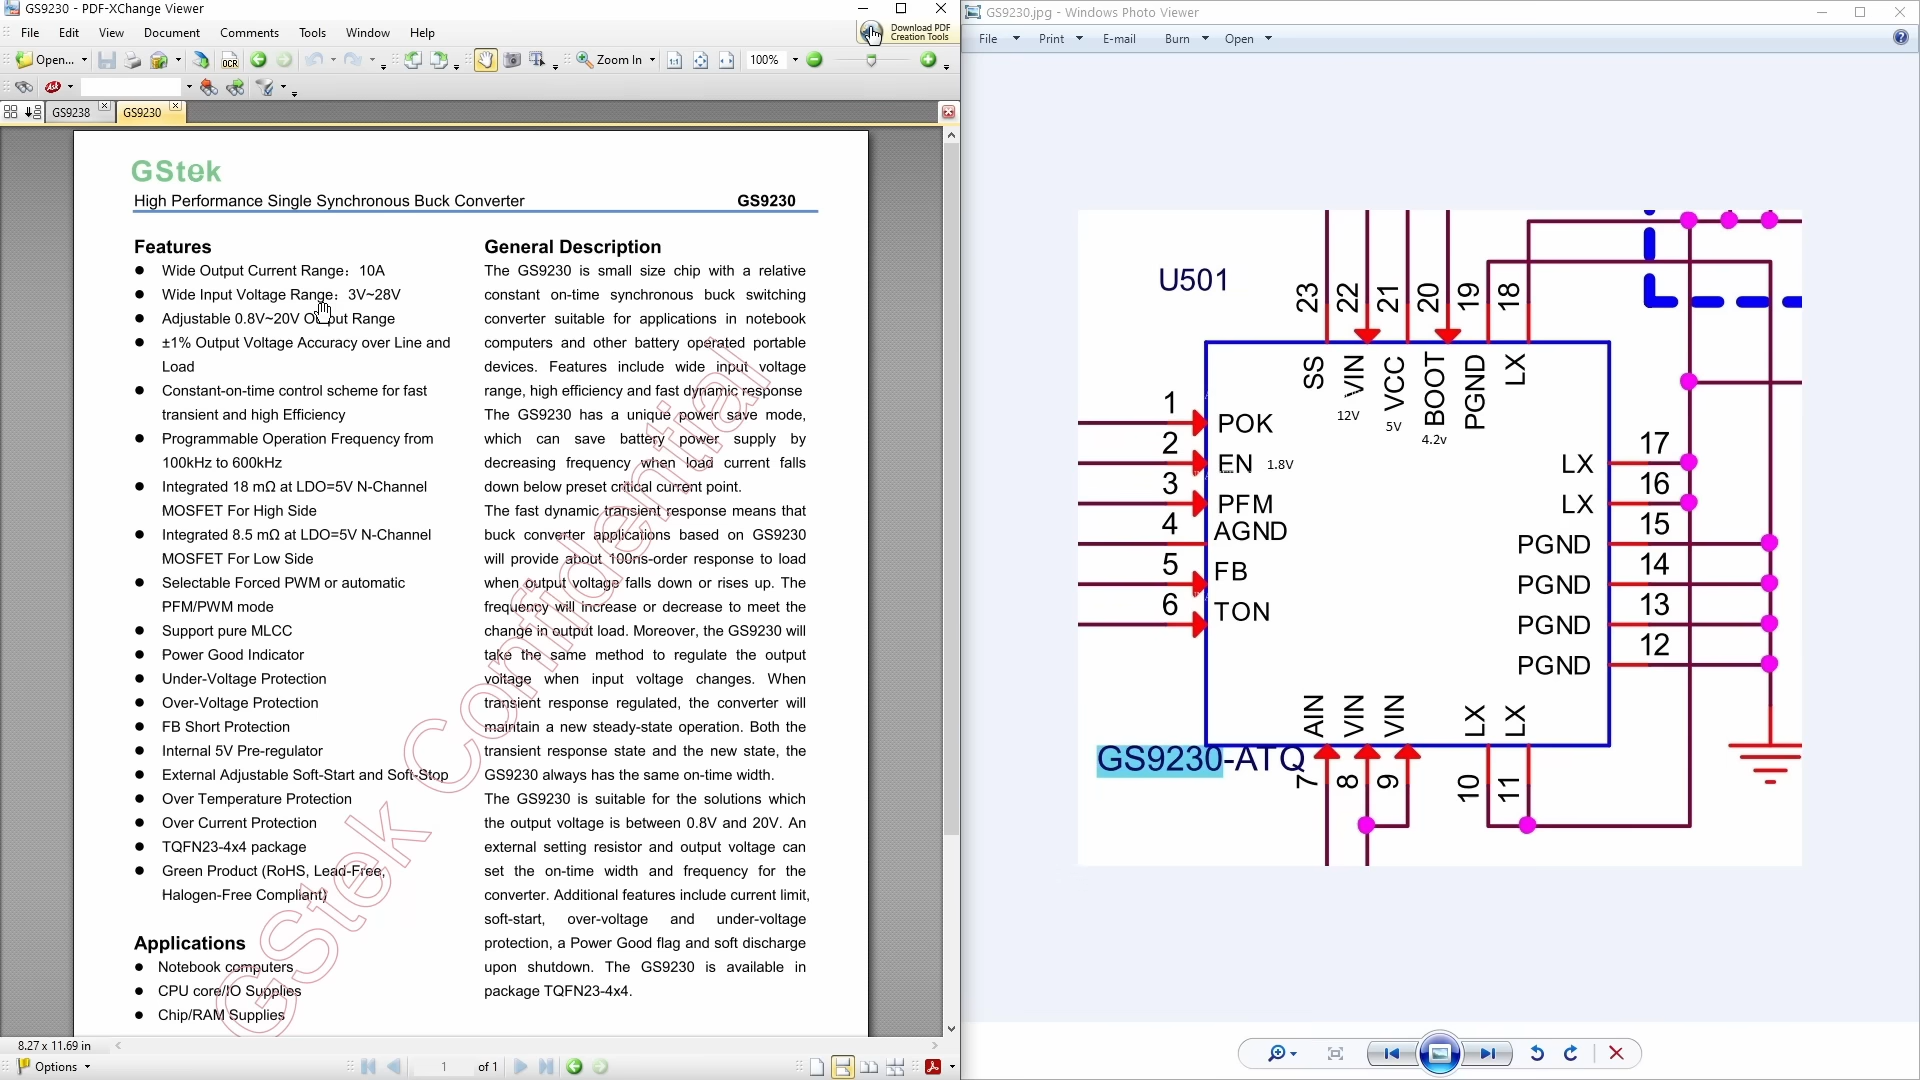 GS9230 - PDF-XChange Viewer
File Edit View Document Comments Tools Window Help
Download PDF
Creation Tools
Open...
OCR
Zoom In
100%
GS9238
GS9230
GStek
High Performance Single Synchronous Buck Converter
GS9230
Features
Wide Output Current Range：10A
Wide Input Voltage Range：3V~28V
Adjustable 0.8V~20V Output Range
±1% Output Voltage Accuracy over Line and
Load
Constant-on-time control scheme for fast
transient and high Efficiency
Programmable Operation Frequency from
100kHz to 600kHz
Integrated 18 mΩ at LDO=5V N-Channel
MOSFET For High Side
Integrated 8.5 mΩ at LDO=5V N-Channel
MOSFET For Low Side
Selectable Forced PWM or automatic
PFM/PWM mode
Support pure MLCC
Power Good Indicator
Under-Voltage Protection
Over-Voltage Protection
FB Short Protection
Internal 5V Pre-regulator
External Adjustable Soft-Start and Soft-Stop
Over Temperature Protection
Over Current Protection
TQFN23-4x4 package
Green Product (RoHS, Lead-Free,
Halogen-Free Compliant)
Applications
Notebook computers
CPU core/IO Supplies
Chip/RAM Supplies
General Description
The GS9230 is small size chip with a relative
constant on-time synchronous buck switching
converter suitable for applications in notebook
computers and other battery operated portable
devices. Features include wide input voltage
range, high efficiency and fast dynamic response
The GS9230 has a unique power save mode,
which can save battery power supply by
decreasing frequency when load current falls
down below preset critical current point.
The fast dynamic transient response means that
buck converter applications based on GS9230
will provide about 100ns-order response to load
when output voltage falls down or rises up. The
frequency will increase or decrease to meet the
change in output load. Moreover, the GS9230 will
take the same method to regulate the output
voltage when input voltage changes. When
transient response regulated, the converter will
maintain a new steady-state operation. Both the
transient response state and the new state, the
GS9230 always has the same on-time width.
The GS9230 is suitable for the solutions which
the output voltage is between 0.8V and 20V. An
external setting resistor and output voltage can
set the on-time width and frequency for the
converter. Additional features include current limit,
soft-start, over-voltage and under-voltage
protection, a Power Good flag and soft discharge
upon shutdown. The GS9230 is available in
package TQFN23-4x4.
GStek Confidential
8.27 x 11.69 in
Options
1 of 1
GS9230.jpg - Windows Photo Viewer
File Print E-mail Burn Open
U501
23 22 21 20 19 18
SS VIN VCC BOOT PGND LX
12V 5V 4.2v
1 POK
2 EN 1.8V
3 PFM
4 AGND
5 FB
6 TON
LX 17
LX 16
PGND 15
PGND 14
PGND 13
PGND 12
AIN VIN VIN LX LX
GS9230-ATQ
7 8 9 10 11